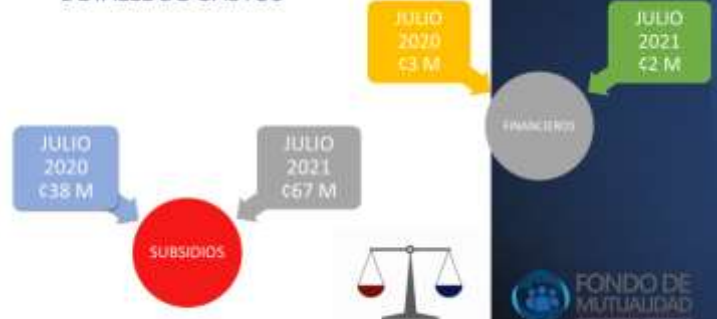 JULIO
2020
¢3 M
JULIO
2021
¢2 M
FINANCIEROS
JULIO
2020
¢38 M
JULIO
2021
¢67 M
SUBSIDIOS
FONDO DE
MUTUALIDAD